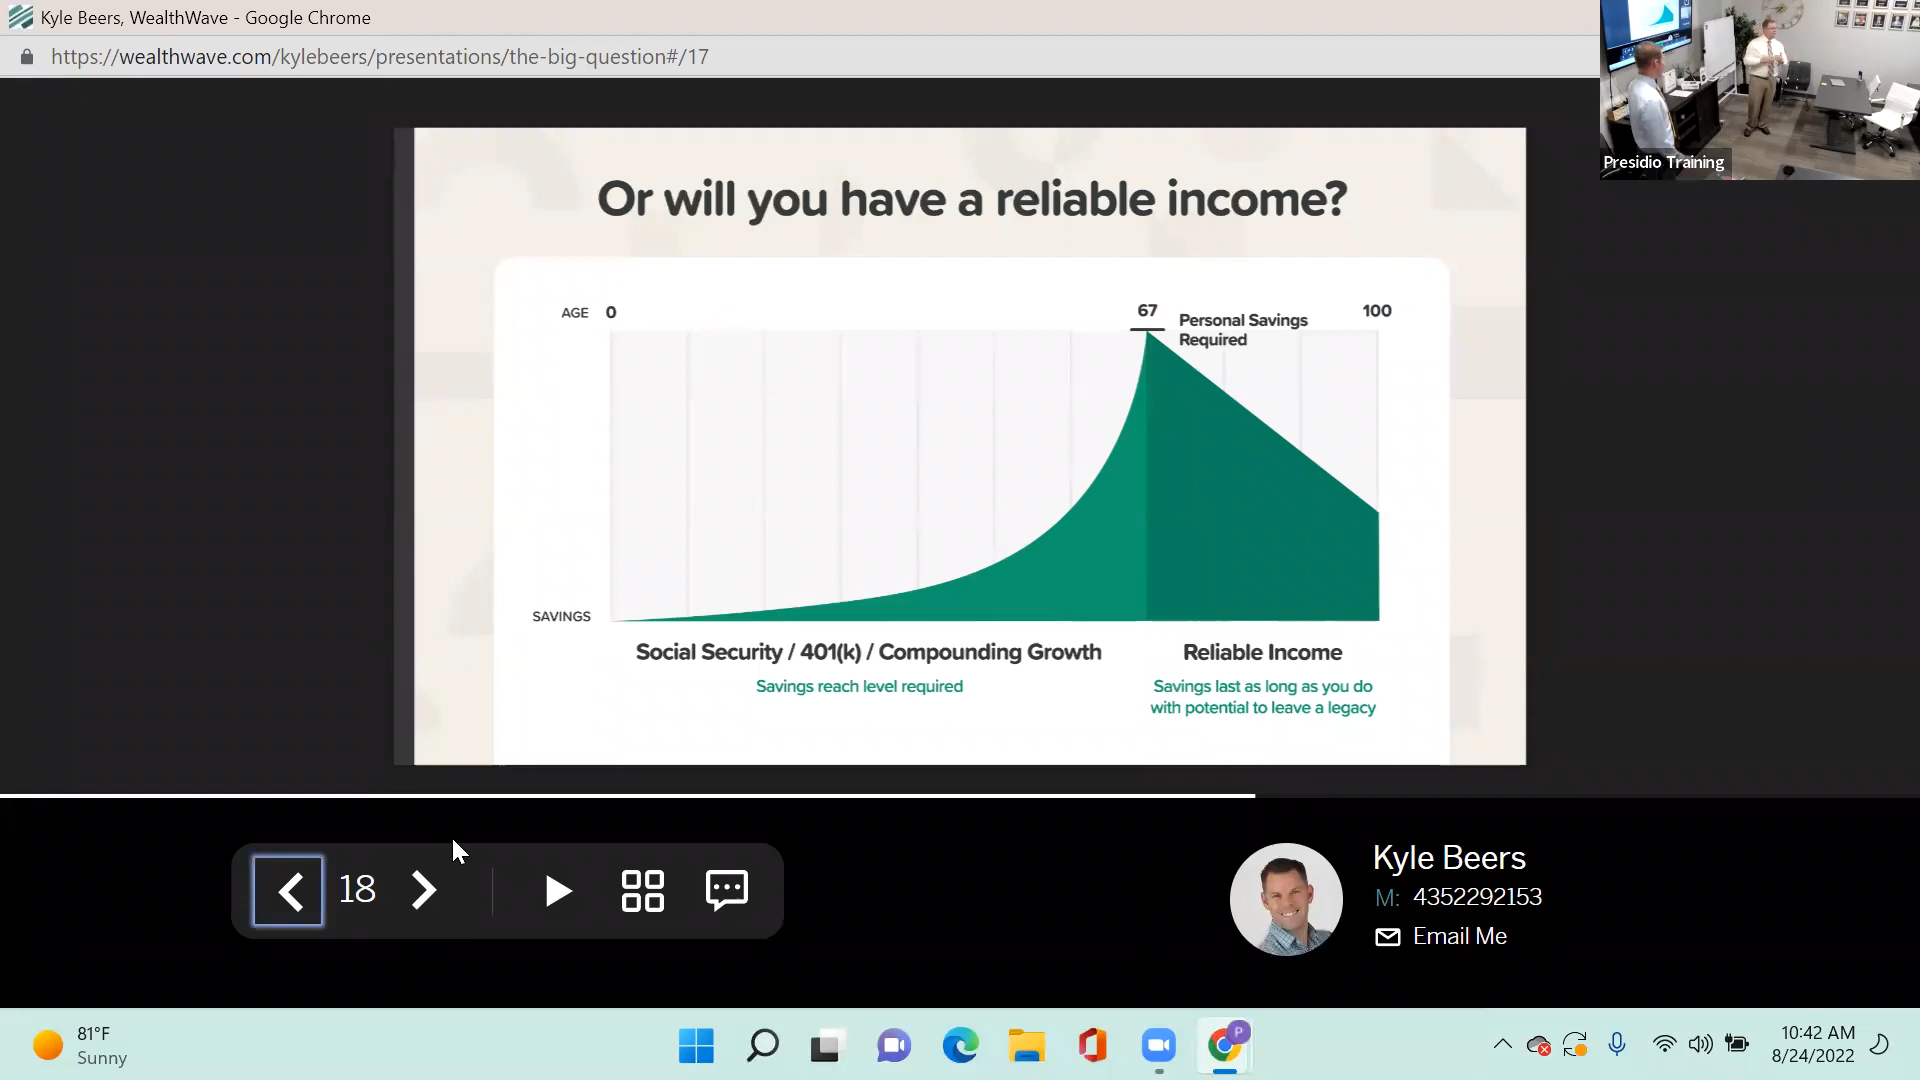 Kyle Beers, WealthWave - Google Chrome
https://wealthwave.com/kylebeers/presentations/the-big-question#/17
Presidio Training
Or will you have a reliable income?
AGE 0 67 100
Personal Savings
Required
SAVINGS
Social Security / 401(k) / Compounding Growth
Savings reach level required
Reliable Income
Savings last as long as you do
with potential to leave a legacy
18
Kyle Beers
M: 4352292153
Email Me
81°F
Sunny
P
10:42 AM
8/24/2022